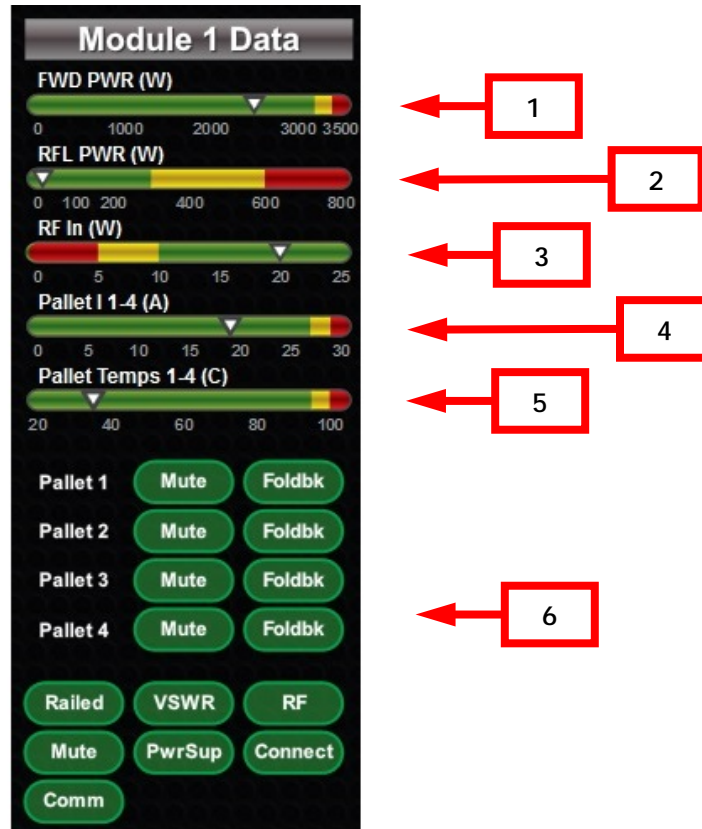 Module 1 Data
FWD PWR (W)
0 1000 2000 3000 3500
1
RFL PWR (W)
0 100 200 400 600 800
2
RF In (W)
0 5 10 15 20 25
3
Pallet I 1-4 (A)
0 5 10 15 20 25 30
4
Pallet Temps 1-4 (C)
20 40 60 80 100
5
Pallet 1 Mute Foldbk
Pallet 2 Mute Foldbk
Pallet 3 Mute Foldbk
Pallet 4 Mute Foldbk
6
Railed VSWR RF
Mute PwrSup Connect
Comm